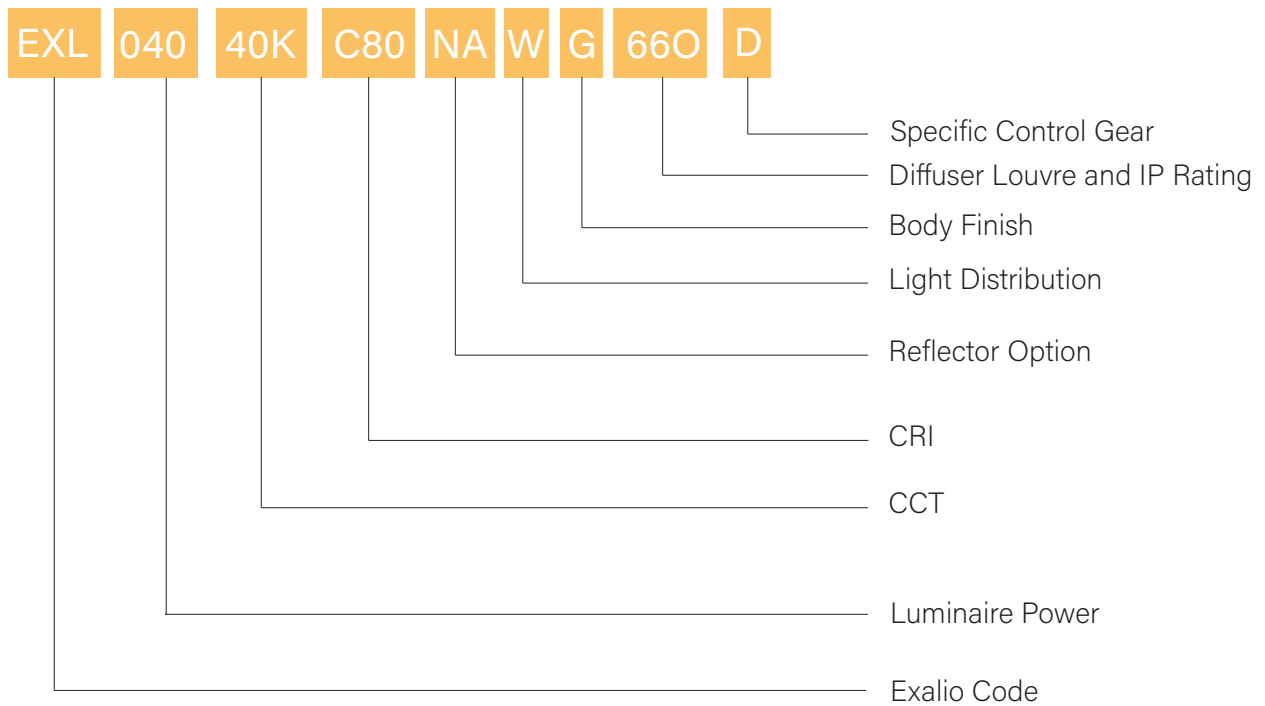 EXL 040 40K C80 NA W G 66O D
Specific Control Gear
Diffuser Louvre and IP Rating
Body Finish
Light Distribution
Reflector Option
CRI
CCT
Luminaire Power
Exalio Code